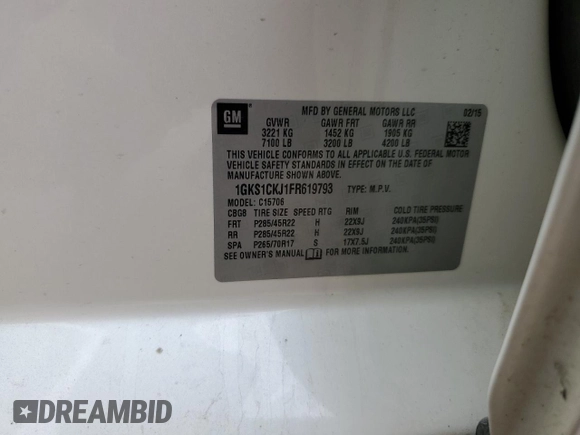 GM
MFD BY GENERAL MOTORS LLC 02/15
GVWR GAWR FRT GAWR RR
3221 KG 1452 KG 1905 KG
7100 LB 3200 LB 4200 LB
THIS VEHICLE CONFORMS TO ALL APPLICABLE U.S. FEDERAL MOTOR
VEHICLE SAFETY STANDARDS IN EFFECT ON THE DATE OF
MANUFACTURE SHOWN ABOVE.
1GKS1CKJ1FR619793 TYPE: M.P.V.
MODEL: C15706
CBGB TIRE SIZE SPEED RTG RIM COLD TIRE PRESSURE
FRT P285/45R22 H 22X9J 240KPA(35PSI)
RR P285/45R22 H 22X9J 240KPA(35PSI)
SPA P265/70R17 S 17X7.5J 240KPA(35PSI)
SEE OWNER'S MANUAL FOR MORE INFORMATION.
DREAMBID